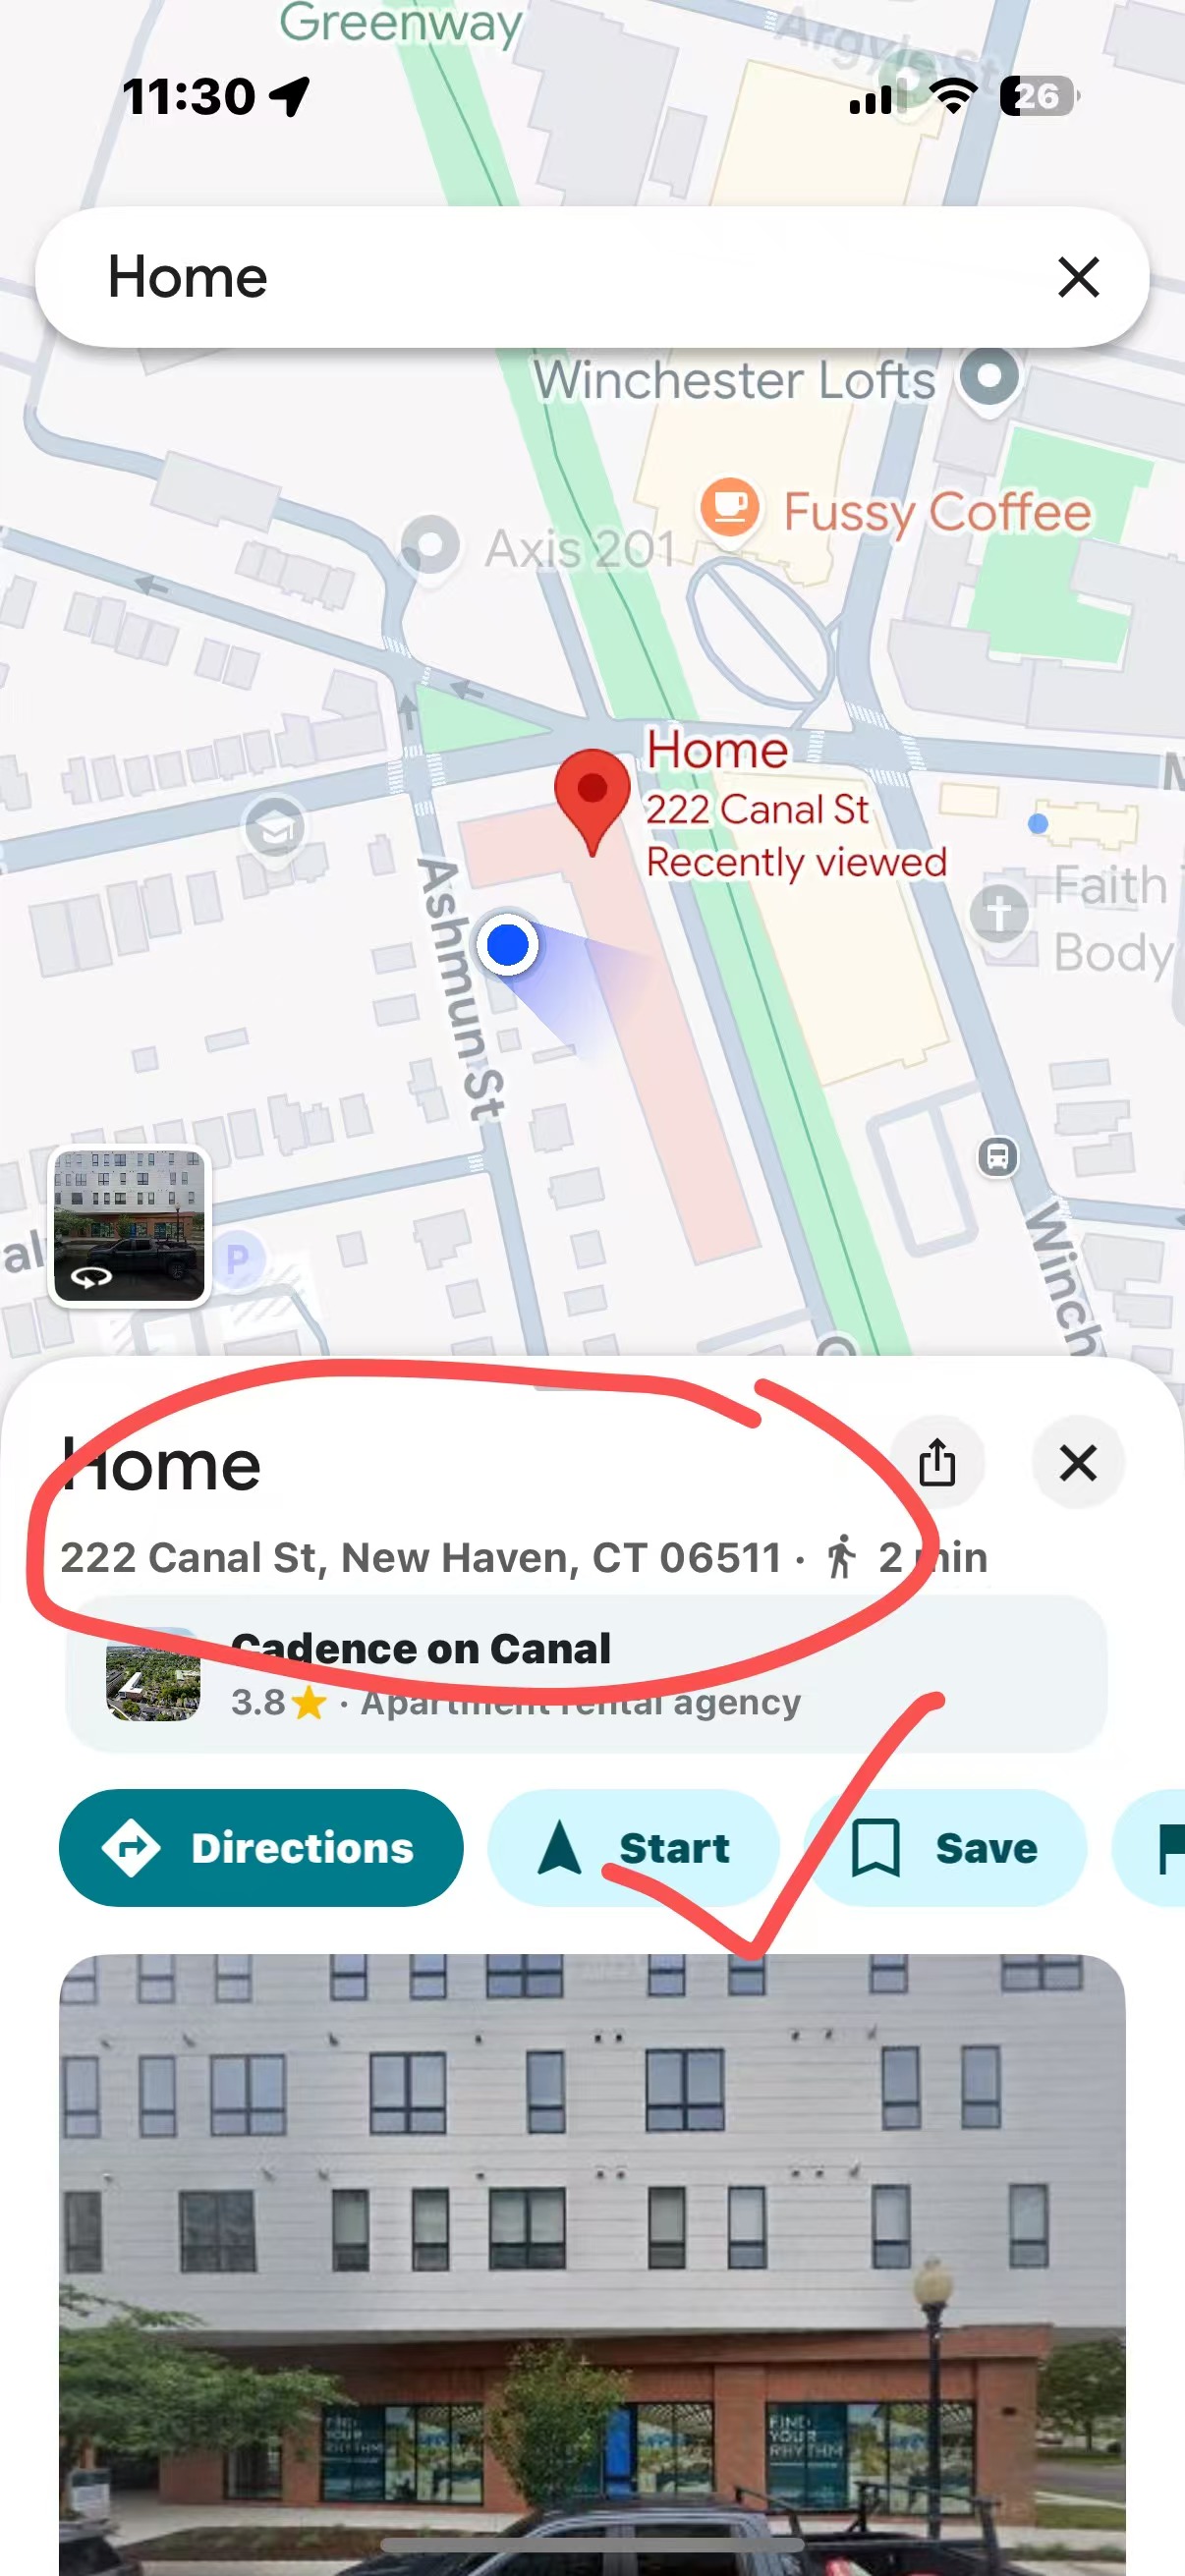 Greenway
Argyle St
11:30
26
Home
Winchester Lofts
Fussy Coffee
Axis 201
Home
222 Canal St
Recently viewed
Faith
Body
Ashmun St
P
al
Winch
Home
222 Canal St, New Haven, CT 06511 · 2 min
Cadence on Canal
3.8 · Apartment rental agency
Directions
Start
Save
FIND
YOUR
RHYTHM
FIND
YOUR
RHYTHM